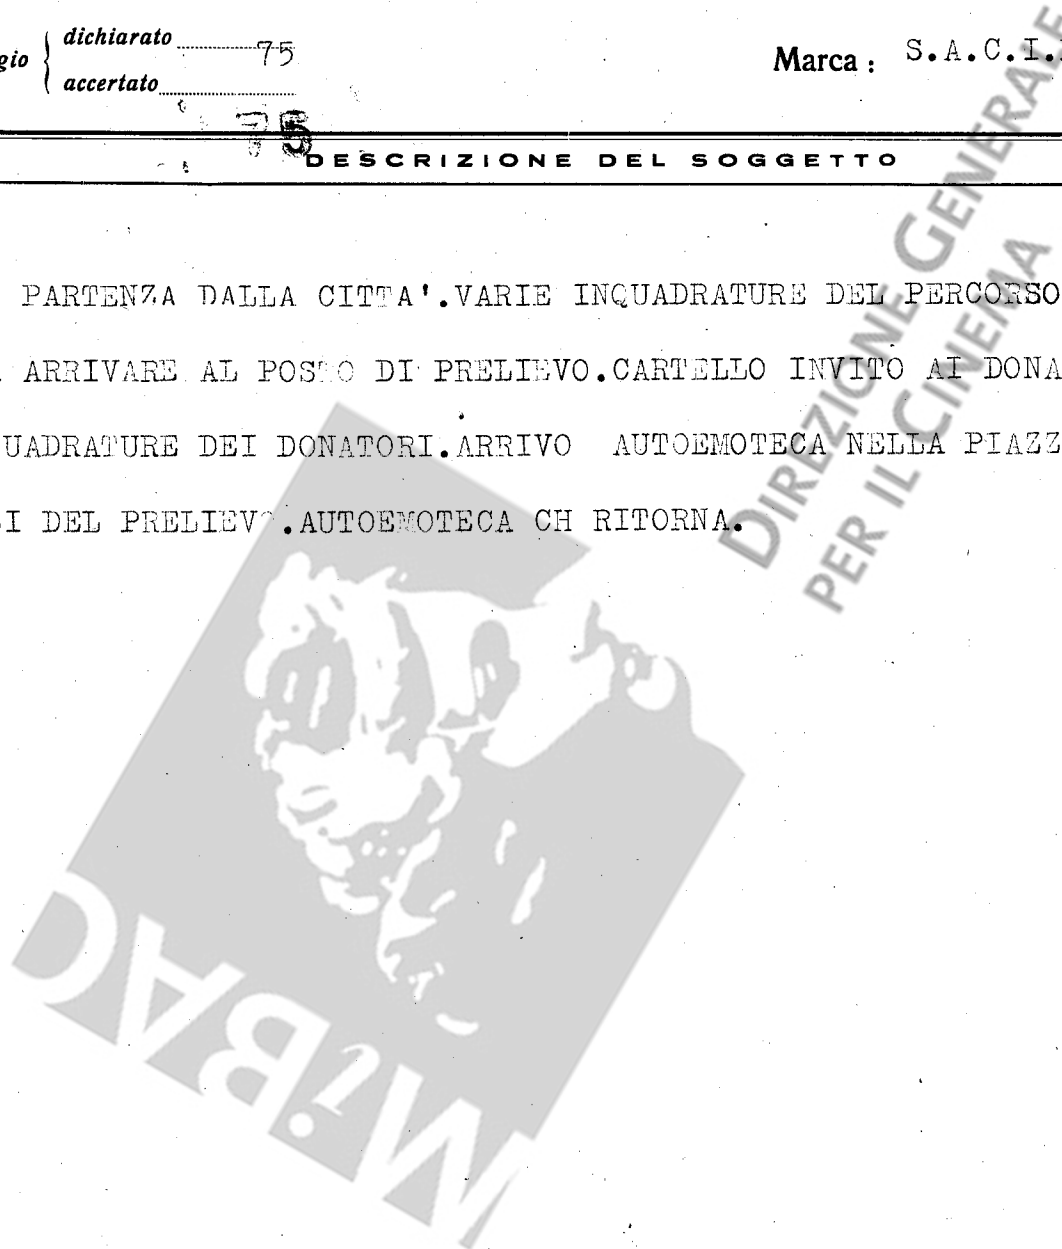 dichiarato 75
gio Marca : S.A.C.I.
accertato
75
DESCRIZIONE DEL SOGGETTO
PARTENZA DALLA CITTA'.VARIE INQUADRATURE DEL PERCORSO
ARRIVARE AL POSTO DI PRELIEVO.CARTELLO INVITO AI DONA
UADRATURE DEI DONATORI.ARRIVO AUTOEMOTECA NELLA PIAZZ
I DEL PRELIEVO.AUTOEMOTECA CH RITORNA.
DIREZIONE GENERALE
PER IL CINEMA
MiBAC